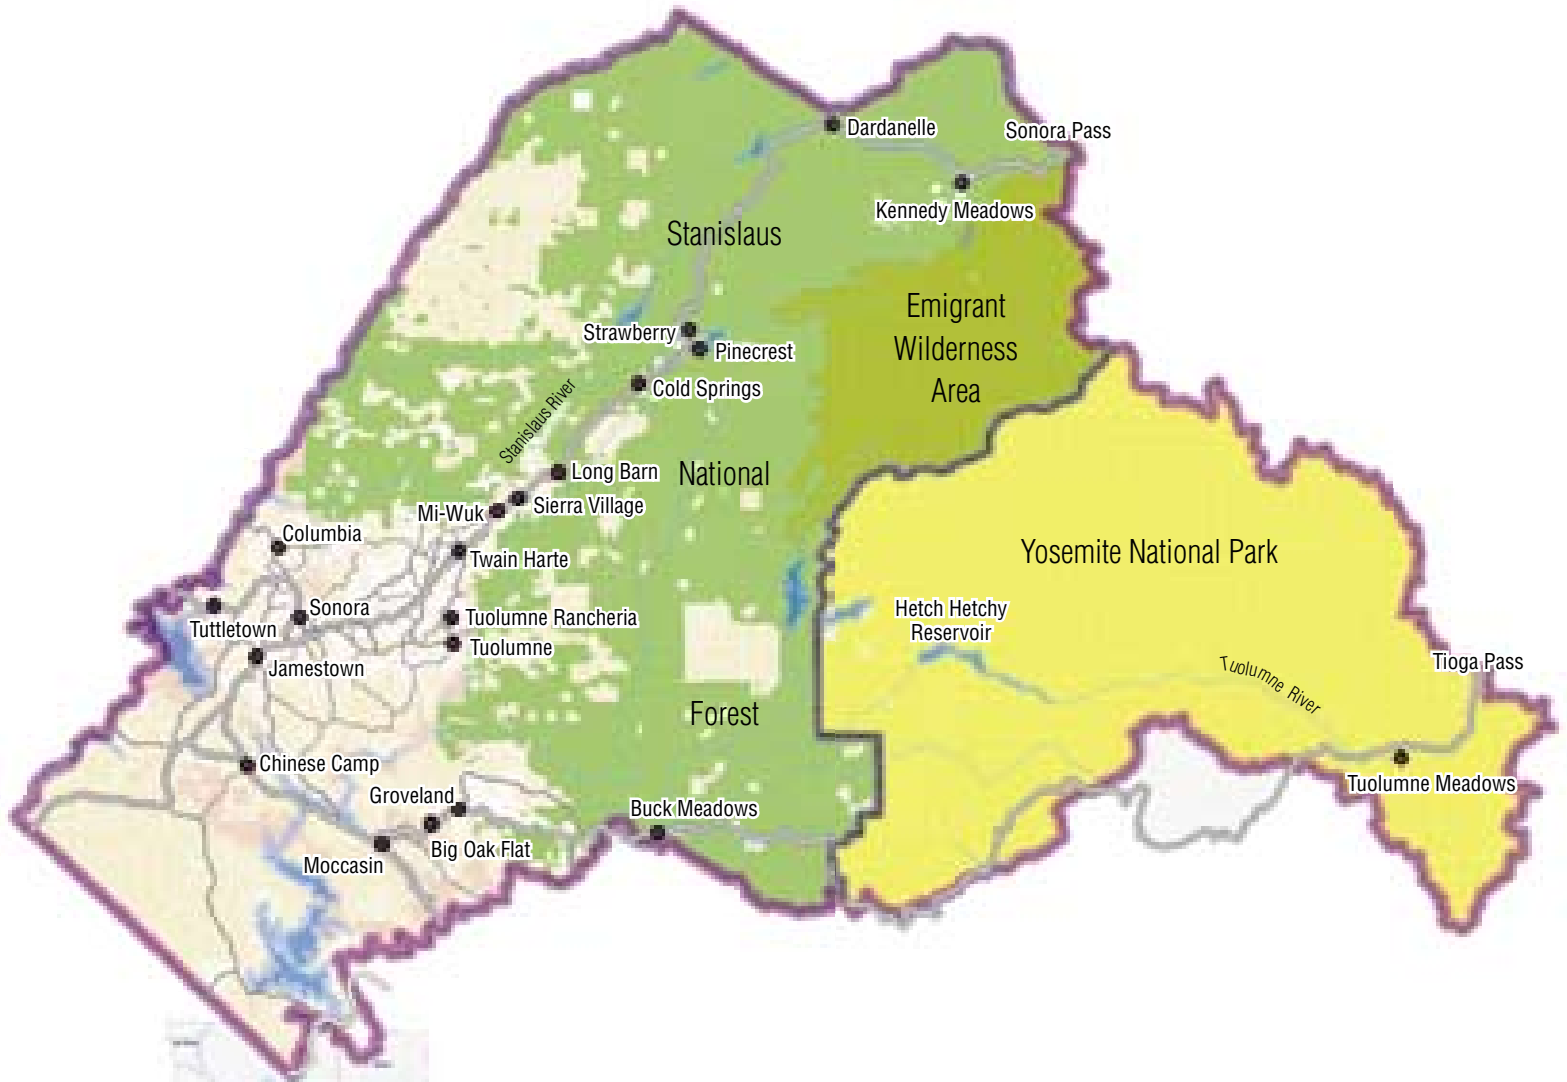 Dardanelle
Sonora Pass
Kennedy Meadows
Stanislaus
Emigrant
Wilderness
Area
Strawberry
Pinecrest
Cold Springs
Stanislaus River
Long Barn
National
Sierra Village
Mi-Wuk
Columbia
Twain Harte
Yosemite National Park
Sonora
Tuolumne Rancheria
Hetch Hetchy
Reservoir
Tuttletown
Tuolumne
Jamestown
Tioga Pass
Tuolumne River
Forest
Chinese Camp
Tuolumne Meadows
Groveland
Buck Meadows
Big Oak Flat
Moccasin